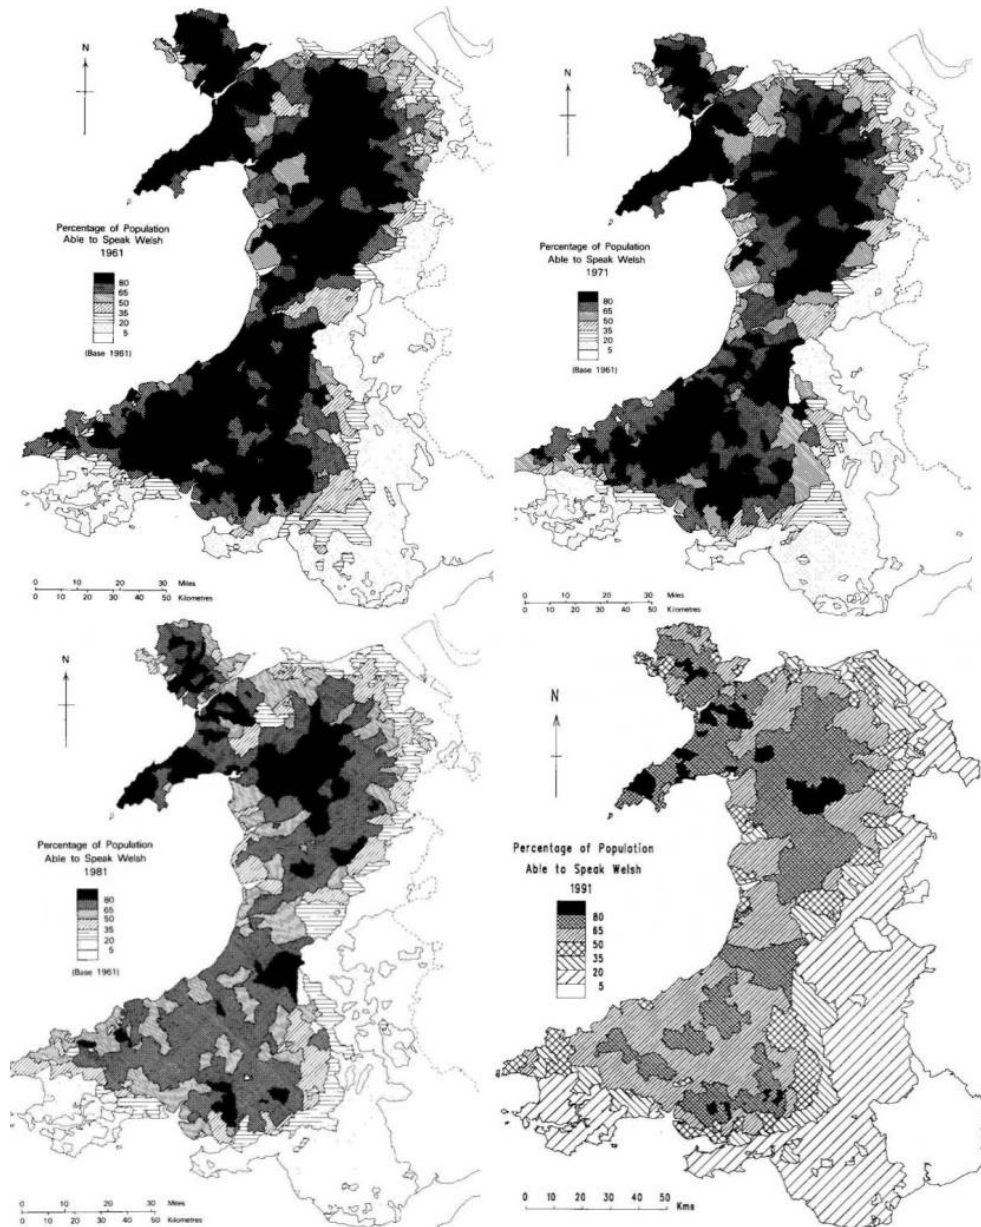 N
Percentage of Population
Able to Speak Welsh
1961
80
65
50
35
20
5
(Base 1961)
0 10 20 30 Miles
0 10 20 30 40 50 Kilometres
N
Percentage of Population
Able to Speak Welsh
1971
80
65
50
35
20
5
(Base 1961)
0 10 20 30 Miles
0 10 20 30 40 50 Kilometres
N
Percentage of Population
Able to Speak Welsh
1981
80
65
50
35
20
5
(Base 1961)
0 10 20 30 Miles
0 10 20 30 40 50 Kilometres
N
Percentage of Population
Able to Speak Welsh
1991
80
65
50
35
20
5
0 10 20 30 40 50 Kms